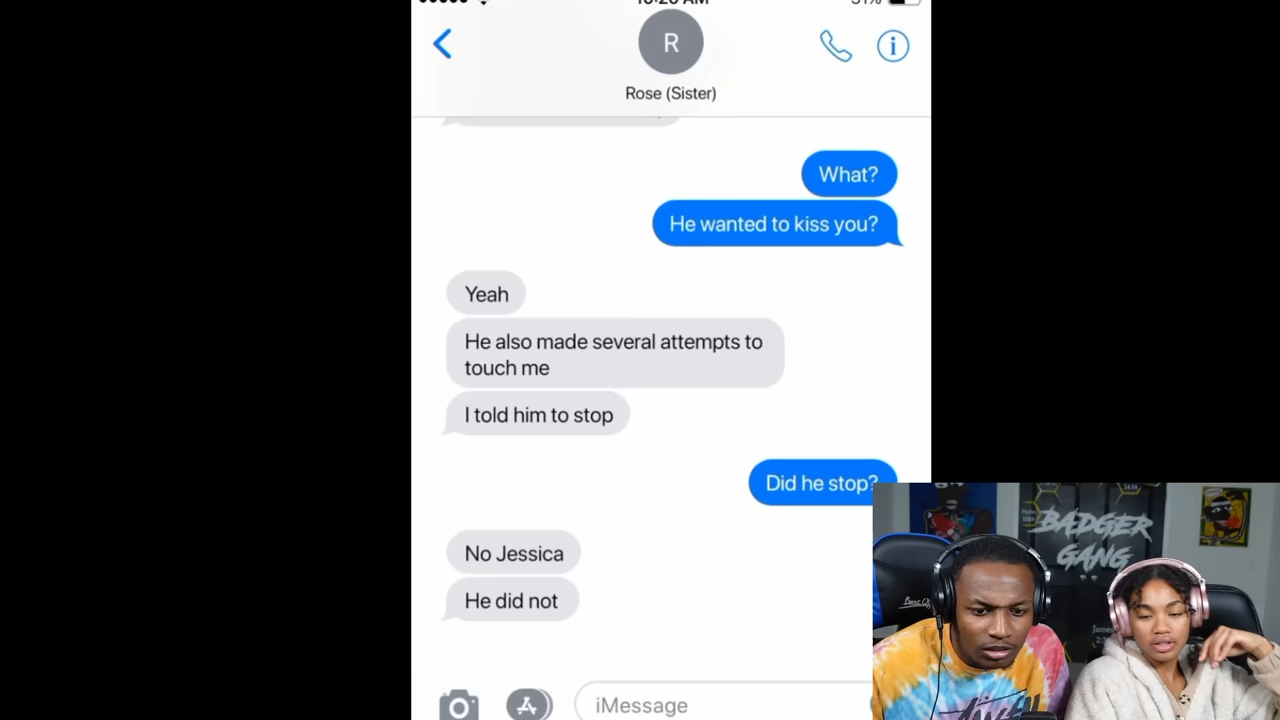 R
Rose (Sister)
What?
He wanted to kiss you?
Yeah
He also made several attempts to
touch me
I told him to stop
Did he stop?
No Jessica
He did not
iMessage
BADGER
GANG